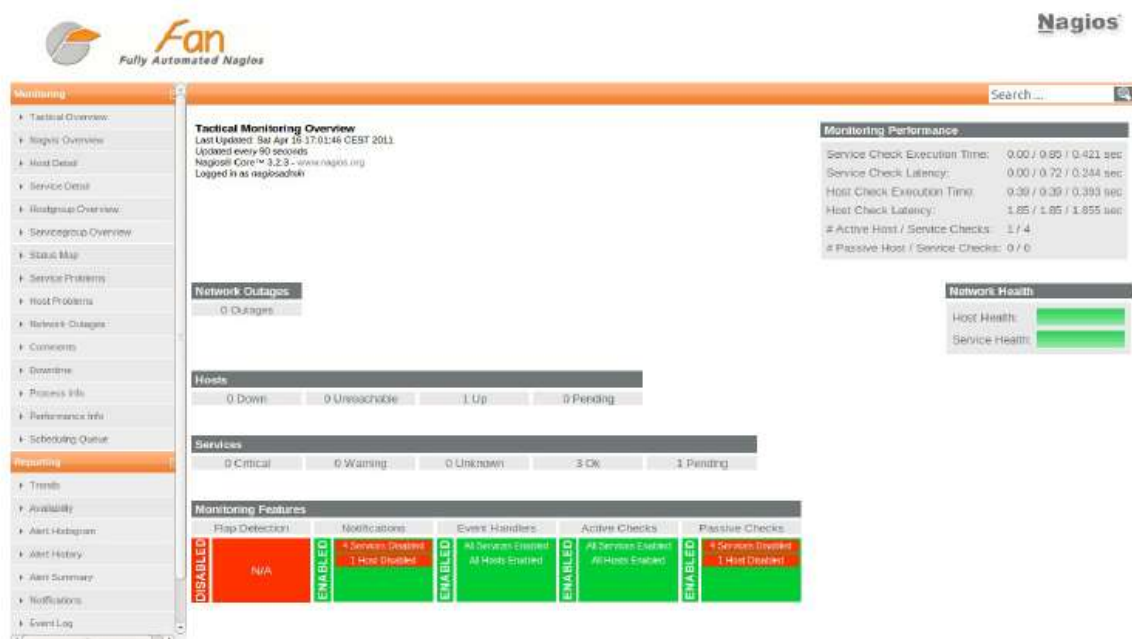 Fan
Fully Automated Nagios
Nagios
Monitoring
Search ...
Tactical Overview
Nagios Overview
Host Detail
Service Detail
Hostgroup Overview
Servicegroup Overview
Status Map
Service Problems
Host Problems
Network Outages
Comments
Downtime
Process Info
Performance Info
Scheduling Queue
Reporting
Trends
Availability
Alert Histogram
Alert History
Alert Summary
Notifications
Event Log
Tactical Monitoring Overview
Last Updated: Sat Apr 16 17:01:46 CEST 2011
Updated every 90 seconds
Nagios® Core™ 3.2.3 - www.nagios.org
Logged in as nagiosadmin
Monitoring Performance
Service Check Execution Time: 0.00 / 0.85 / 0.421 sec
Service Check Latency: 0.00 / 0.72 / 0.244 sec
Host Check Execution Time: 0.39 / 0.39 / 0.393 sec
Host Check Latency: 1.85 / 1.85 / 1.855 sec
# Active Host / Service Checks: 1 / 4
# Passive Host / Service Checks: 0 / 0
Network Outages
0 Outages
Network Health
Host Health:
Service Health:
Hosts
0 Down 0 Unreachable 1 Up 0 Pending
Services
0 Critical 0 Warning 0 Unknown 3 Ok 1 Pending
Monitoring Features
Flap Detection Notifications Event Handlers Active Checks Passive Checks
DISABLED
N/A
ENABLED
4 Services Disabled
1 Host Disabled
ENABLED
All Services Enabled
All Hosts Enabled
ENABLED
All Services Enabled
All Hosts Enabled
ENABLED
4 Services Disabled
1 Host Disabled